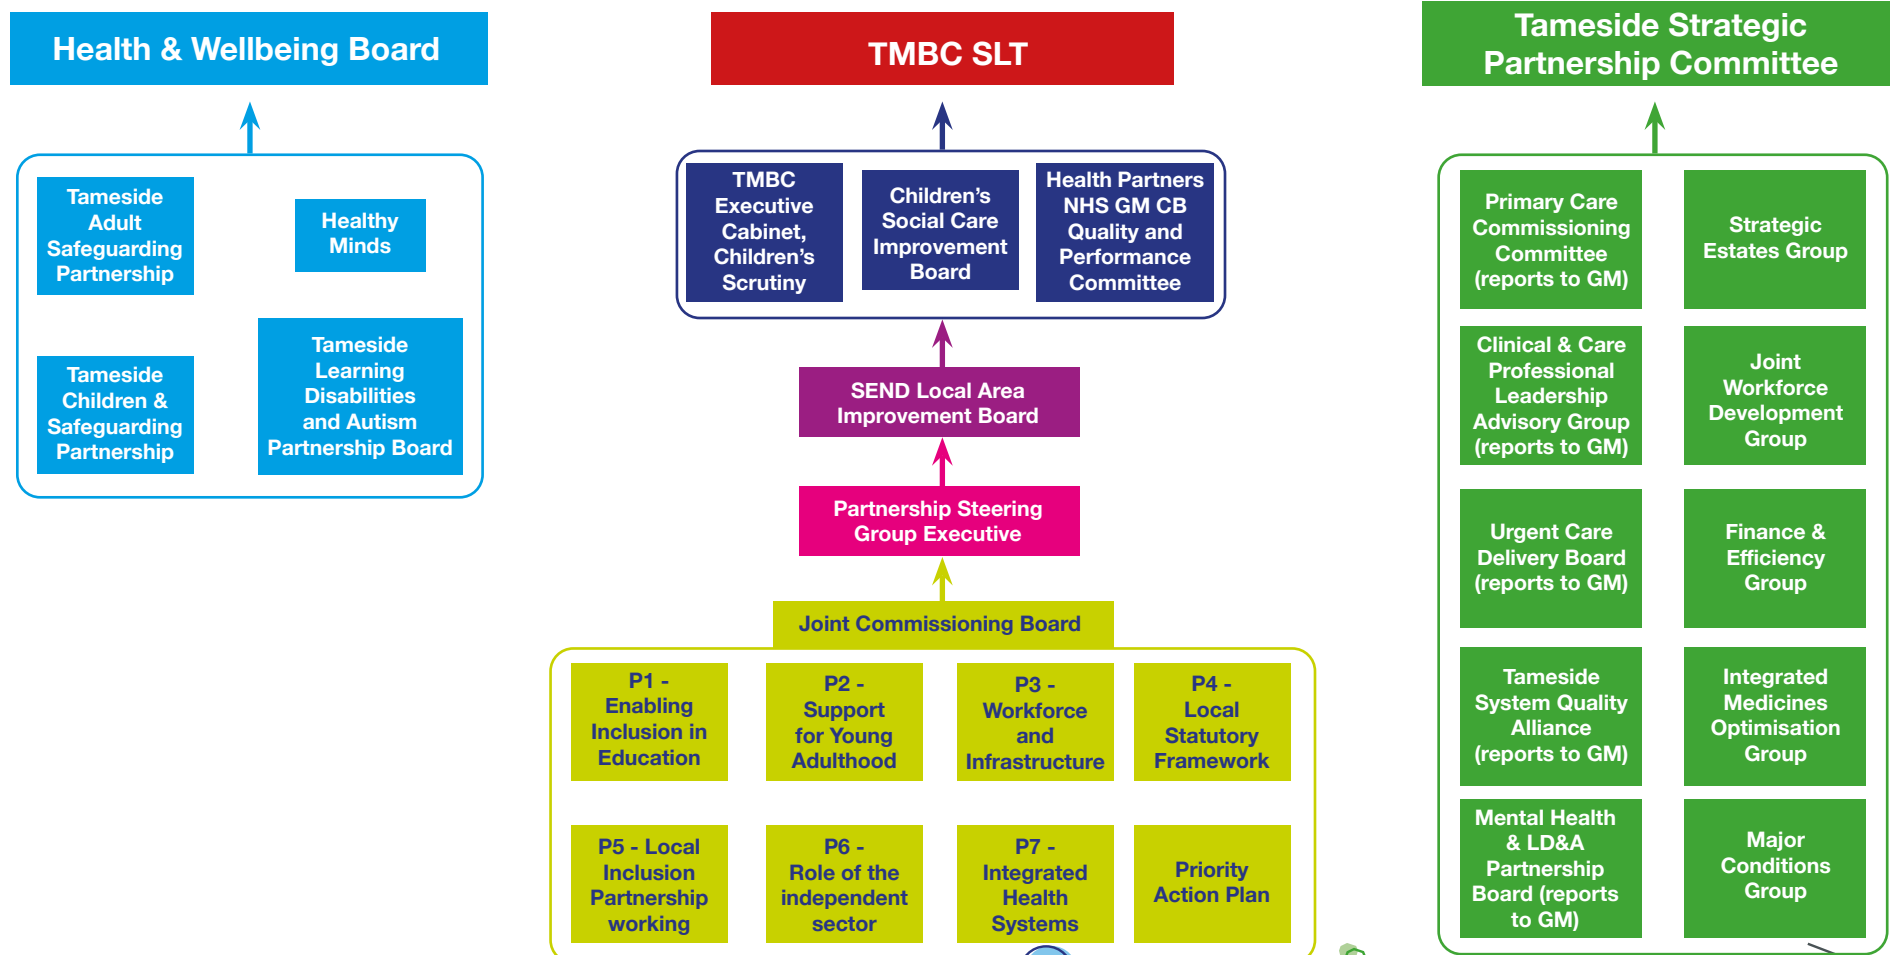 Health & Wellbeing Board
Tameside
Adult
Safeguarding
Partnership
Healthy
Minds
Tameside
Children &
Safeguarding
Partnership
Tameside
Learning
Disabilities
and Autism
Partnership Board
TMBC SLT
TMBC
Executive
Cabinet,
Children’s
Scrutiny
Children’s
Social Care
Improvement
Board
Health Partners
NHS GM CB
Quality and
Performance
Committee
SEND Local Area
Improvement Board
Partnership Steering
Group Executive
Joint Commissioning Board
P1 -
Enabling
Inclusion in
Education
P2 -
Support
for Young
Adulthood
P3 -
Workforce
and
Infrastructure
P4 -
Local
Statutory
Framework
P5 - Local
Inclusion
Partnership
working
P6 -
Role of the
independent
sector
P7 -
Integrated
Health
Systems
Priority
Action Plan
Tameside Strategic
Partnership Committee
Primary Care
Commissioning
Committee
(reports to GM)
Strategic
Estates Group
Clinical & Care
Professional
Leadership
Advisory Group
(reports to GM)
Joint
Workforce
Development
Group
Urgent Care
Delivery Board
(reports to GM)
Finance &
Efficiency
Group
Tameside
System Quality
Alliance
(reports to GM)
Integrated
Medicines
Optimisation
Group
Mental Health
& LD&A
Partnership
Board (reports
to GM)
Major
Conditions
Group